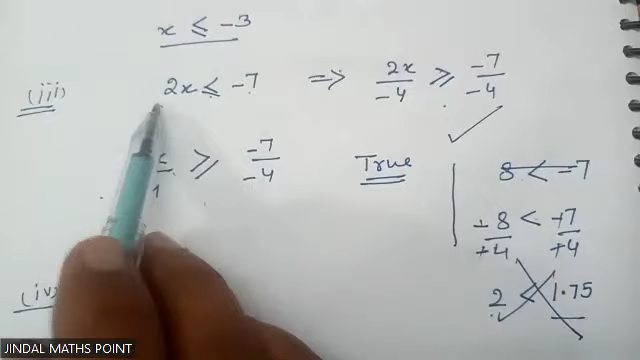 x ≤ -3
(iii) 2x ≤ -7 => 2x/-4 ≥ -7/-4
≥ -7/-4 True
8 < -7
+8/+4 < +7/+4
2 < 1.75
(iv)
JINDAL MATHS POINT